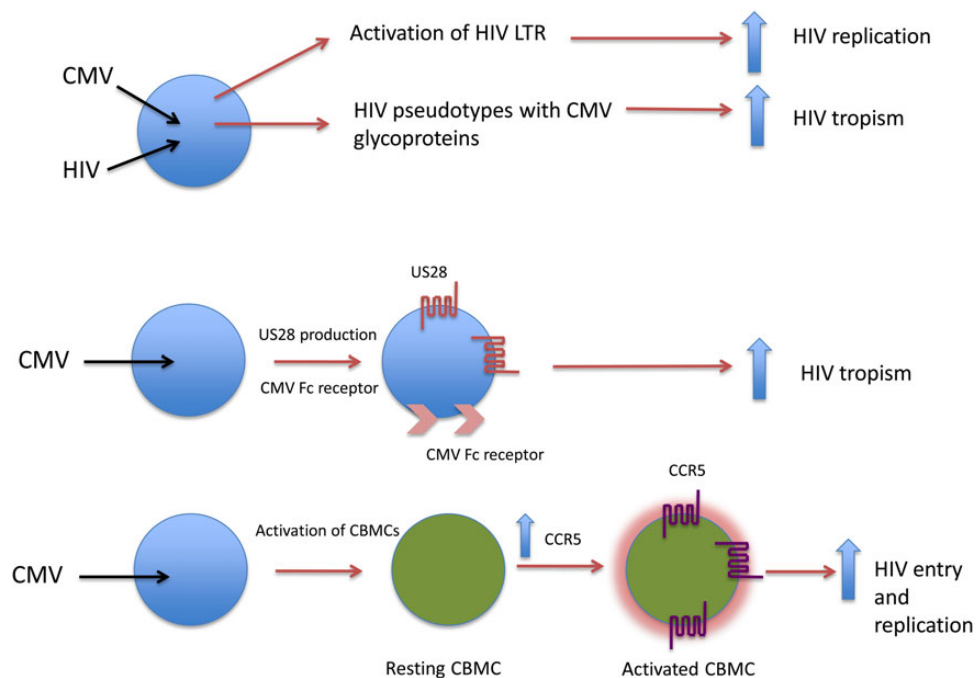 Activation of HIV LTR
HIV replication
CMV
HIV
HIV pseudotypes with CMV
glycoproteins
HIV tropism
US28
CMV
US28 production
CMV Fc receptor
HIV tropism
CMV Fc receptor
CCR5
CMV
Activation of CBMCs
CCR5
HIV entry
and
replication
Resting CBMC
Activated CBMC